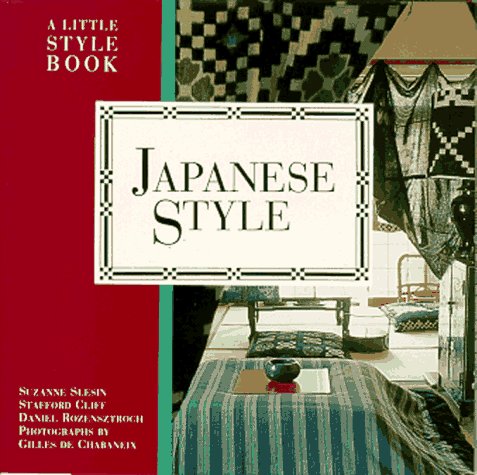 A LITTLE
STYLE
BOOK
JAPANESE
STYLE
SUZANNE SLESIN
STAFFORD CLIFF
DANIEL ROZENSZTROCH
PHOTOGRAPHS BY
GILLES DE CHABANEIX